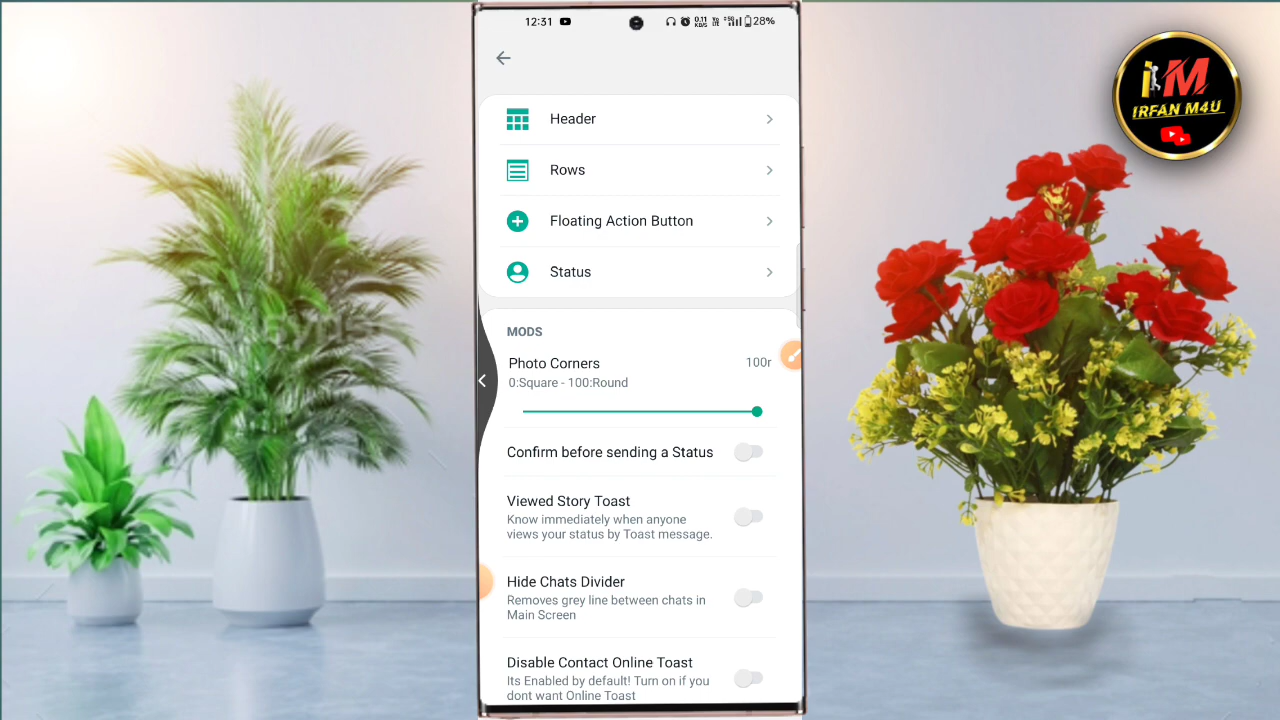 12:31
28%
Header
Rows
Floating Action Button
Status
MODS
Photo Corners
100r
0:Square - 100:Round
Confirm before sending a Status
Viewed Story Toast
Know immediately when anyone
views your status by Toast message.
Hide Chats Divider
Removes grey line between chats in
Main Screen
Disable Contact Online Toast
Its Enabled by default! Turn on if you
dont want Online Toast
iM
IRFAN M4U